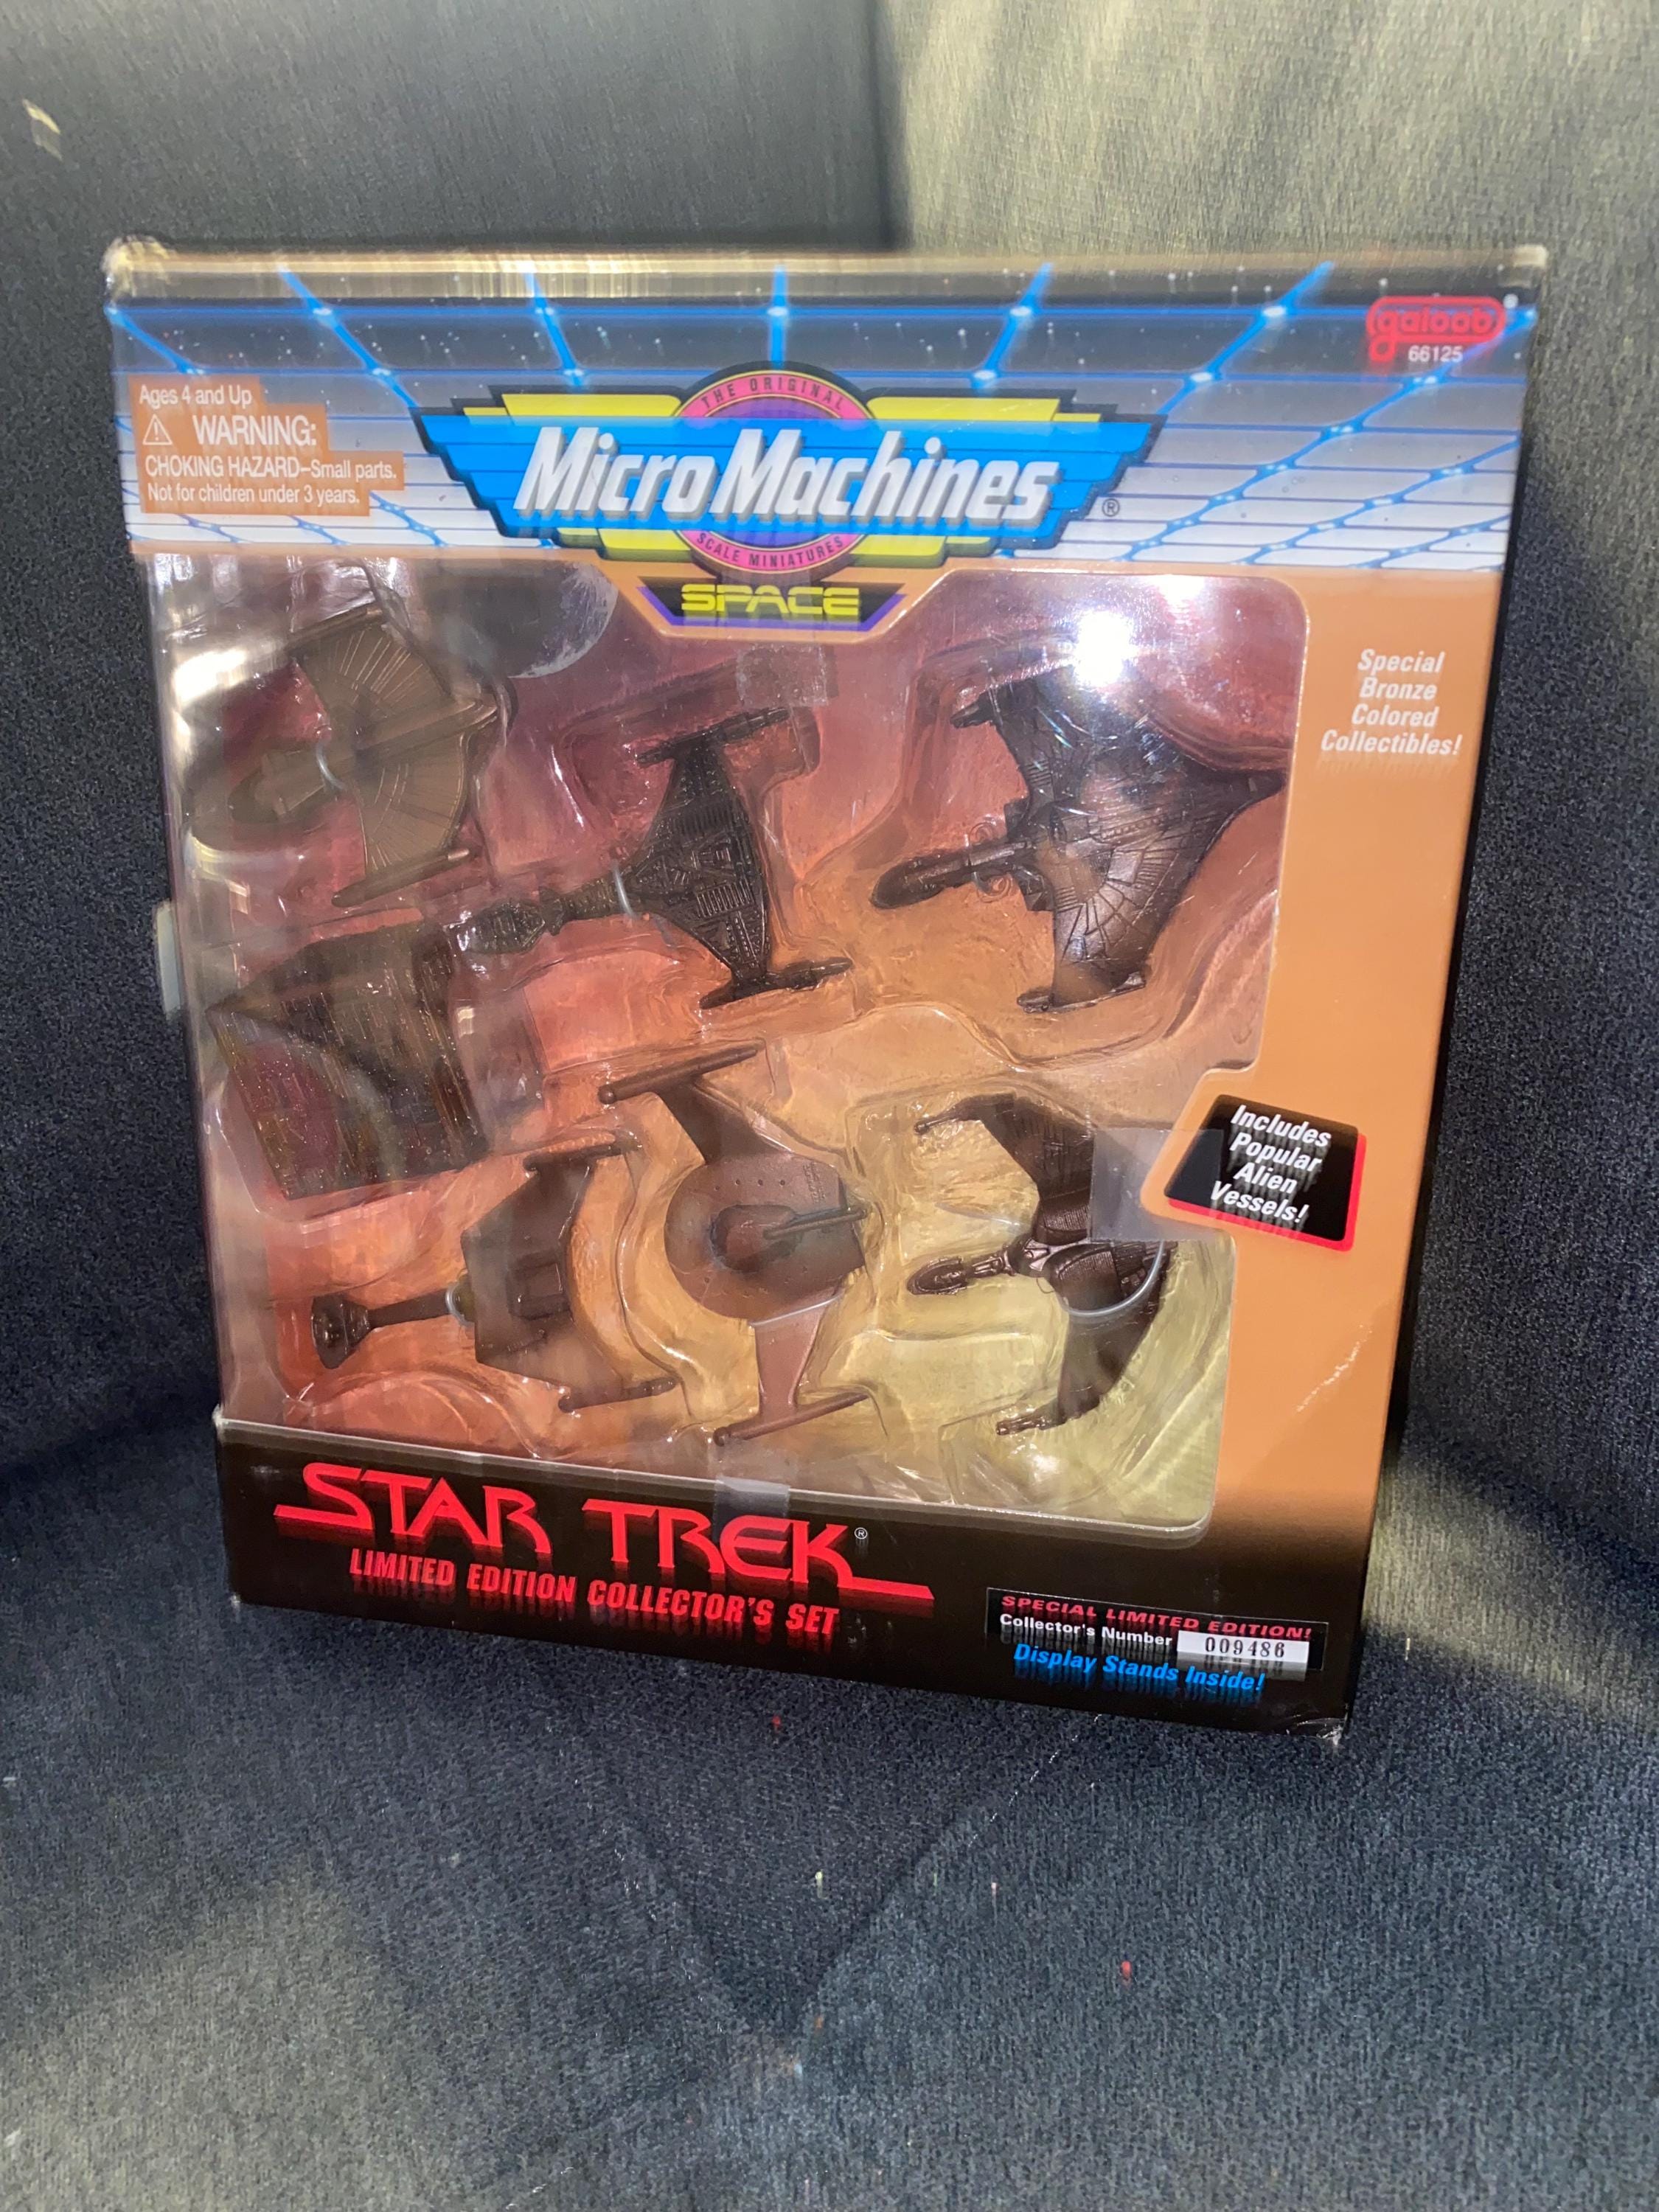 galoob®
66125
Ages 4 and Up
⚠ WARNING:
CHOKING HAZARD–Small parts.
Not for children under 3 years.
THE ORIGINAL
Micro Machines®
SCALE MINIATURES
SPACE
Special
Bronze
Colored
Collectibles!
Includes
Popular
Alien
Vessels!
STAR TREK®
LIMITED EDITION COLLECTOR'S SET
SPECIAL LIMITED EDITION!
Collector's Number 009486
Display Stands Inside!